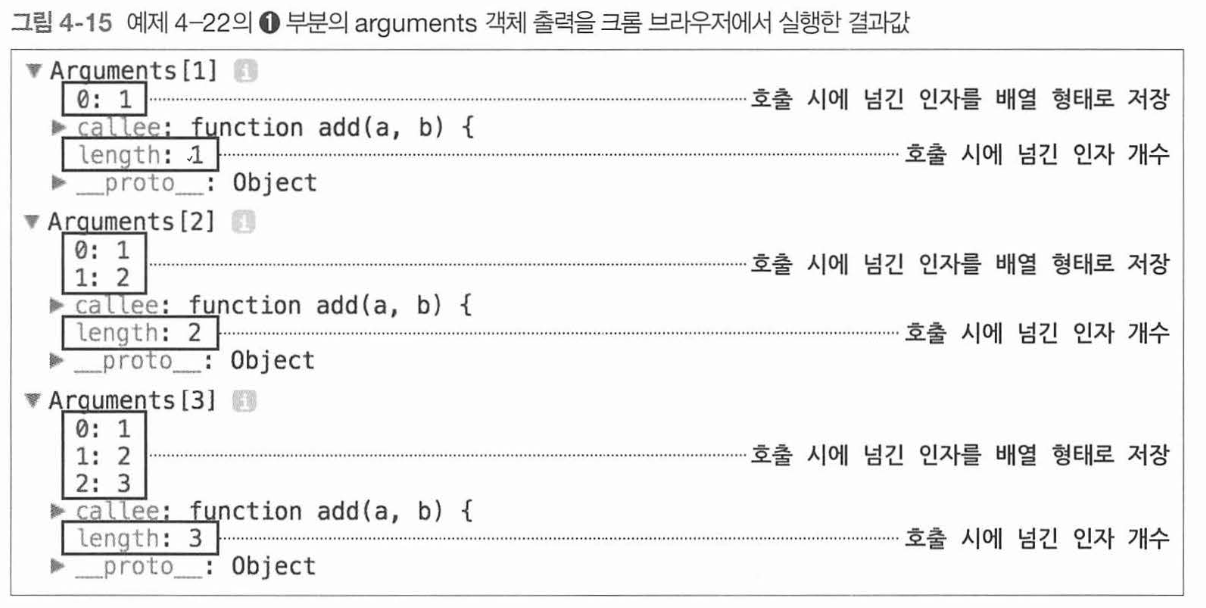 그림 4-15 예제 4-22의 ❶ 부분의 arguments 객체 출력을 크롬 브라우저에서 실행한 결과값
▼ Arguments[1] i
0: 1 호출 시에 넘긴 인자를 배열 형태로 저장
▶ callee: function add(a, b) {
length: 1 호출 시에 넘긴 인자 개수
▶ __proto__: Object
▼ Arguments[2] i
0: 1
1: 2 호출 시에 넘긴 인자를 배열 형태로 저장
▶ callee: function add(a, b) {
length: 2 호출 시에 넘긴 인자 개수
▶ __proto__: Object
▼ Arguments[3] i
0: 1
1: 2 호출 시에 넘긴 인자를 배열 형태로 저장
2: 3
▶ callee: function add(a, b) {
length: 3 호출 시에 넘긴 인자 개수
▶ __proto__: Object